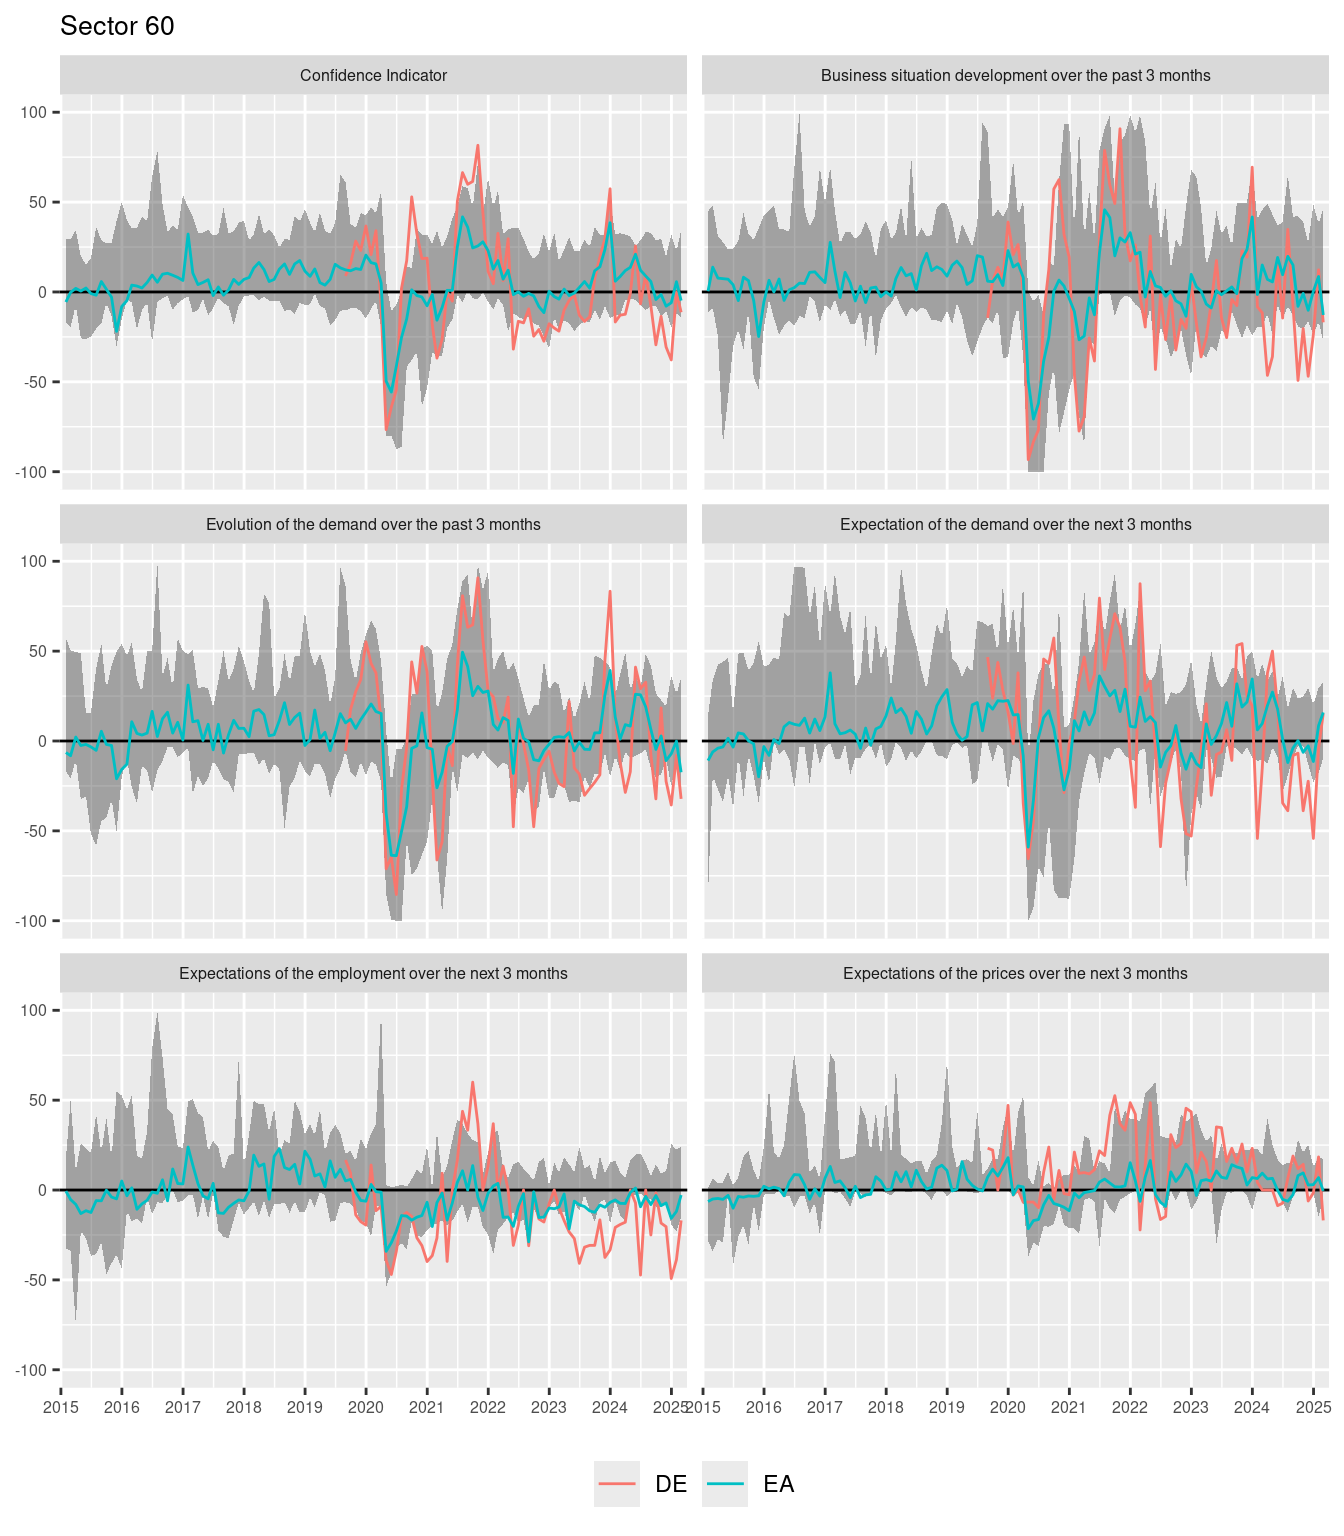 Sector 60
Confidence Indicator
Business situation development over the past 3 months
100
50
0
-50
-100
Evolution of the demand over the past 3 months
Expectation of the demand over the next 3 months
100
50
0
-50
-100
Expectations of the employment over the next 3 months
Expectations of the prices over the next 3 months
100
50
0
-50
-100
2015 2016 2017 2018 2019 2020 2021 2022 2023 2024 2025
2015 2016 2017 2018 2019 2020 2021 2022 2023 2024 2025
DE EA